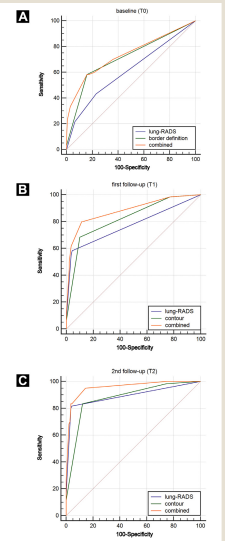 A
baseline (T0)
100
80
60
40
20
0
Sensitivity
lung-RADS
border definition
combined
0 20 40 60 80 100
100-Specificity
B
first follow-up (T1)
100
80
60
40
20
0
Sensitivity
lung-RADS
contour
combined
0 20 40 60 80 100
100-Specificity
C
2nd follow-up (T2)
100
80
60
40
20
0
Sensitivity
lung-RADS
contour
combined
0 20 40 60 80 100
100-Specificity